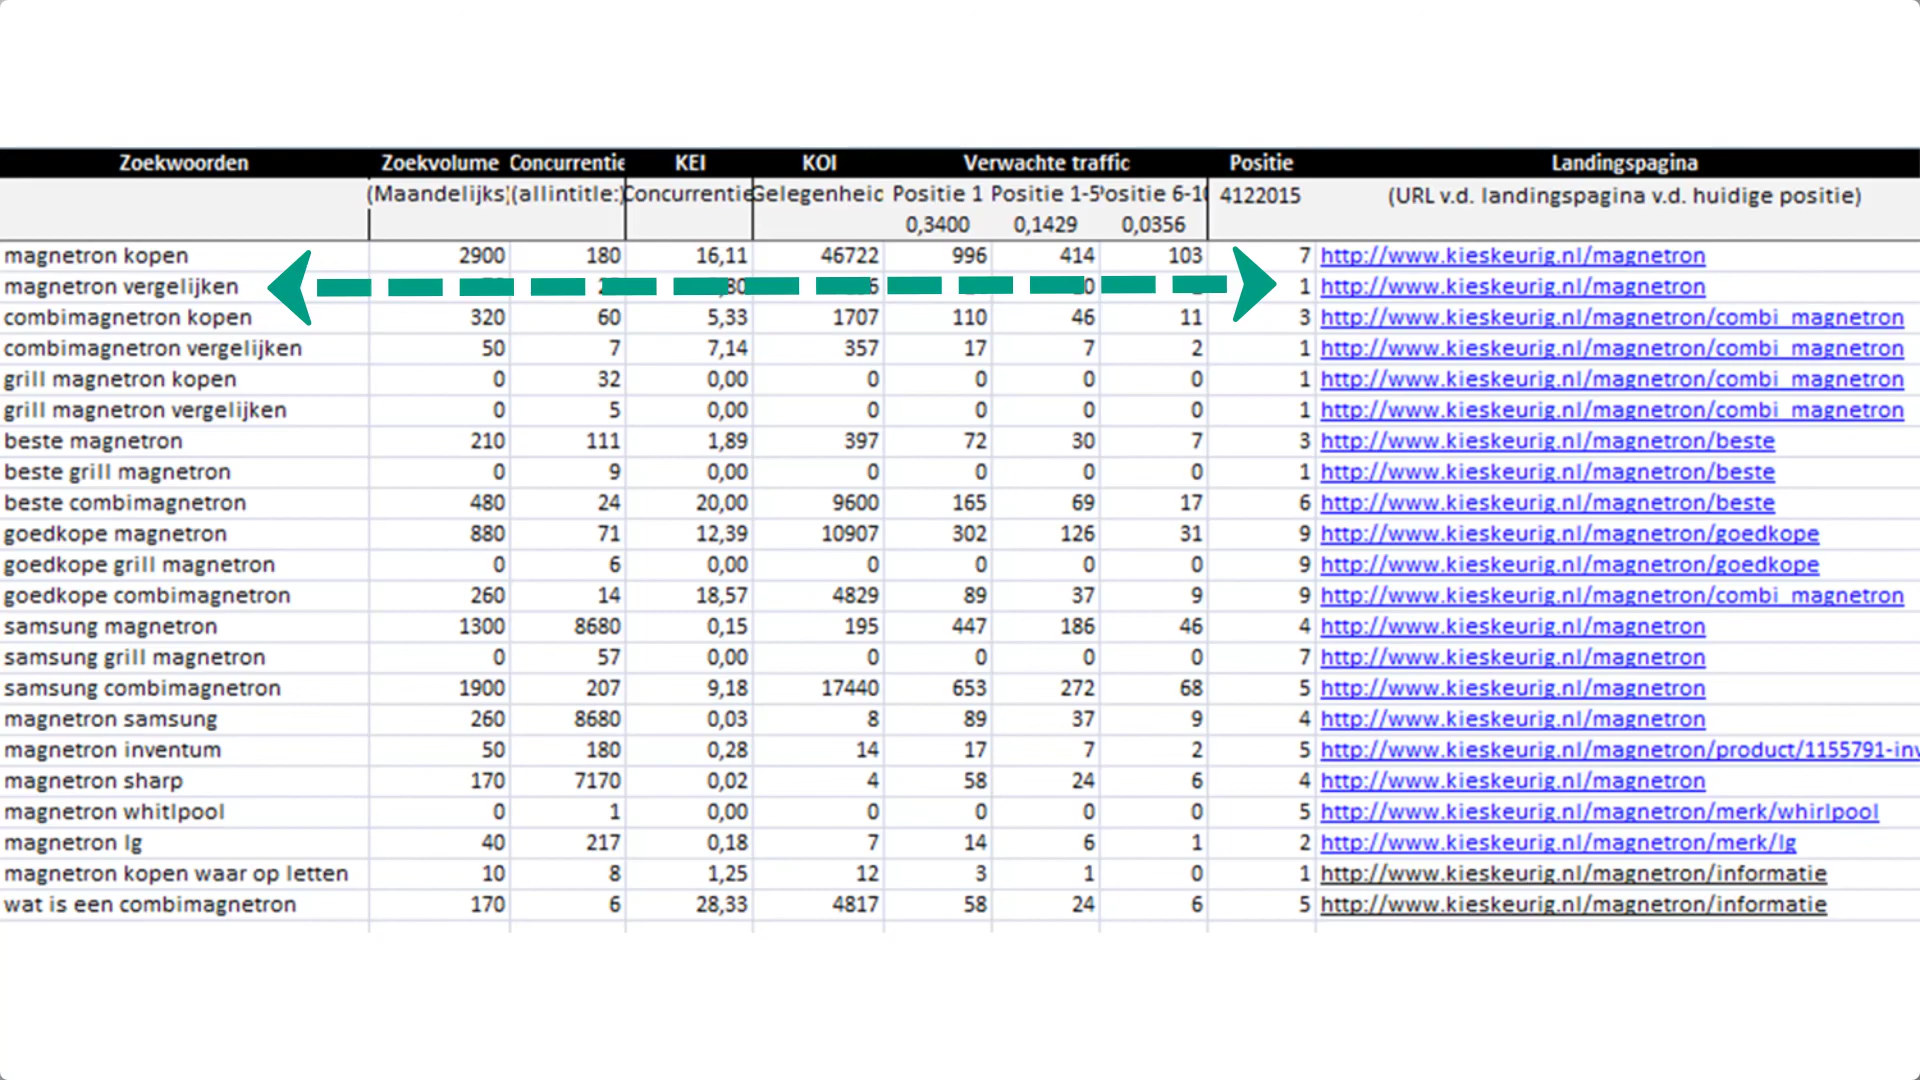 Zoekwoorden Zoekvolume Concurrentie KEI KOI Verwachte traffic Positie Landingspagina
(Maandelijks) (allintitle:) Concurrentie Gelegenheid Positie 1 Positie 1-5 Positie 6-10 4122015 (URL v.d. landingspagina v.d. huidige positie)
0,3400 0,1429 0,0356
magnetron kopen 2900 180 16,11 46722 996 414 103 7 http://www.kieskeurig.nl/magnetron
magnetron vergelijken 1 http://www.kieskeurig.nl/magnetron
combimagnetron kopen 320 60 5,33 1707 110 46 11 3 http://www.kieskeurig.nl/magnetron/combi_magnetron
combimagnetron vergelijken 50 7 7,14 357 17 7 2 1 http://www.kieskeurig.nl/magnetron/combi_magnetron
grill magnetron kopen 0 32 0,00 0 0 0 0 1 http://www.kieskeurig.nl/magnetron/combi_magnetron
grill magnetron vergelijken 0 5 0,00 0 0 0 0 1 http://www.kieskeurig.nl/magnetron/combi_magnetron
beste magnetron 210 111 1,89 397 72 30 7 3 http://www.kieskeurig.nl/magnetron/beste
beste grill magnetron 0 9 0,00 0 0 0 0 1 http://www.kieskeurig.nl/magnetron/beste
beste combimagnetron 480 24 20,00 9600 165 69 17 6 http://www.kieskeurig.nl/magnetron/beste
goedkope magnetron 880 71 12,39 10907 302 126 31 9 http://www.kieskeurig.nl/magnetron/goedkope
goedkope grill magnetron 0 6 0,00 0 0 0 0 9 http://www.kieskeurig.nl/magnetron/goedkope
goedkope combimagnetron 260 14 18,57 4829 89 37 9 9 http://www.kieskeurig.nl/magnetron/combi_magnetron
samsung magnetron 1300 8680 0,15 195 447 186 46 4 http://www.kieskeurig.nl/magnetron
samsung grill magnetron 0 57 0,00 0 0 0 0 7 http://www.kieskeurig.nl/magnetron
samsung combimagnetron 1900 207 9,18 17440 653 272 68 5 http://www.kieskeurig.nl/magnetron
magnetron samsung 260 8680 0,03 8 89 37 9 4 http://www.kieskeurig.nl/magnetron
magnetron inventum 50 180 0,28 14 17 7 2 5 http://www.kieskeurig.nl/magnetron/product/1155791-inv
magnetron sharp 170 7170 0,02 4 58 24 6 4 http://www.kieskeurig.nl/magnetron
magnetron whitlpool 0 1 0,00 0 0 0 0 5 http://www.kieskeurig.nl/magnetron/merk/whirlpool
magnetron lg 40 217 0,18 7 14 6 1 2 http://www.kieskeurig.nl/magnetron/merk/lg
magnetron kopen waar op letten 10 8 1,25 12 3 1 0 1 http://www.kieskeurig.nl/magnetron/informatie
wat is een combimagnetron 170 6 28,33 4817 58 24 6 5 http://www.kieskeurig.nl/magnetron/informatie